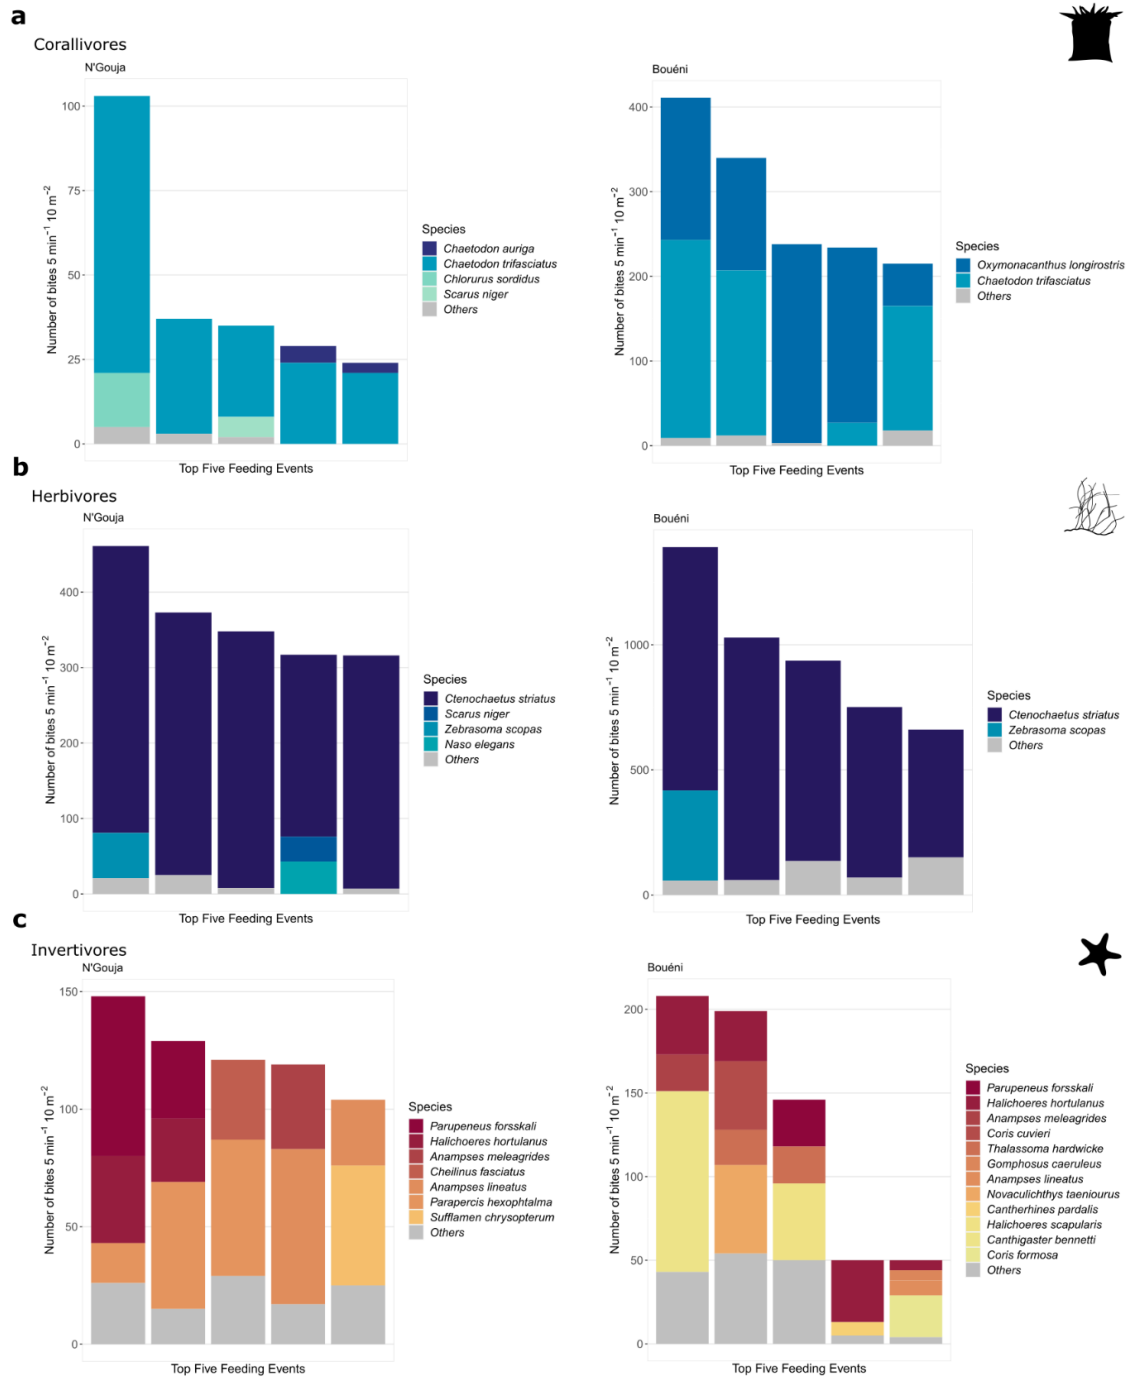 a
Corallivores
N'Gouja
Number of bites 5 min⁻¹ 10 m⁻²
100
75
50
25
0
Top Five Feeding Events
Species
Chaetodon auriga
Chaetodon trifasciatus
Chlorurus sordidus
Scarus niger
Others
Bouéni
Number of bites 5 min⁻¹ 10 m⁻²
400
300
200
100
0
Top Five Feeding Events
Species
Oxymonacanthus longirostris
Chaetodon trifasciatus
Others
b
Herbivores
N'Gouja
Number of bites 5 min⁻¹ 10 m⁻²
400
300
200
100
0
Top Five Feeding Events
Species
Ctenochaetus striatus
Scarus niger
Zebrasoma scopas
Naso elegans
Others
Bouéni
Number of bites 5 min⁻¹ 10 m⁻²
1000
500
0
Top Five Feeding Events
Species
Ctenochaetus striatus
Zebrasoma scopas
Others
c
Invertivores
N'Gouja
Number of bites 5 min⁻¹ 10 m⁻²
150
100
50
0
Top Five Feeding Events
Species
Parupeneus forsskali
Halichoeres hortulanus
Anampses meleagrides
Cheilinus fasciatus
Anampses lineatus
Parapercis hexophtalma
Sufflamen chrysopterum
Others
Bouéni
Number of bites 5 min⁻¹ 10 m⁻²
200
150
100
50
0
Top Five Feeding Events
Species
Parupeneus forsskali
Halichoeres hortulanus
Anampses meleagrides
Coris cuvieri
Thalassoma hardwicke
Gomphosus caeruleus
Anampses lineatus
Novaculichthys taeniourus
Cantherhines pardalis
Halichoeres scapularis
Canthigaster bennetti
Coris formosa
Others